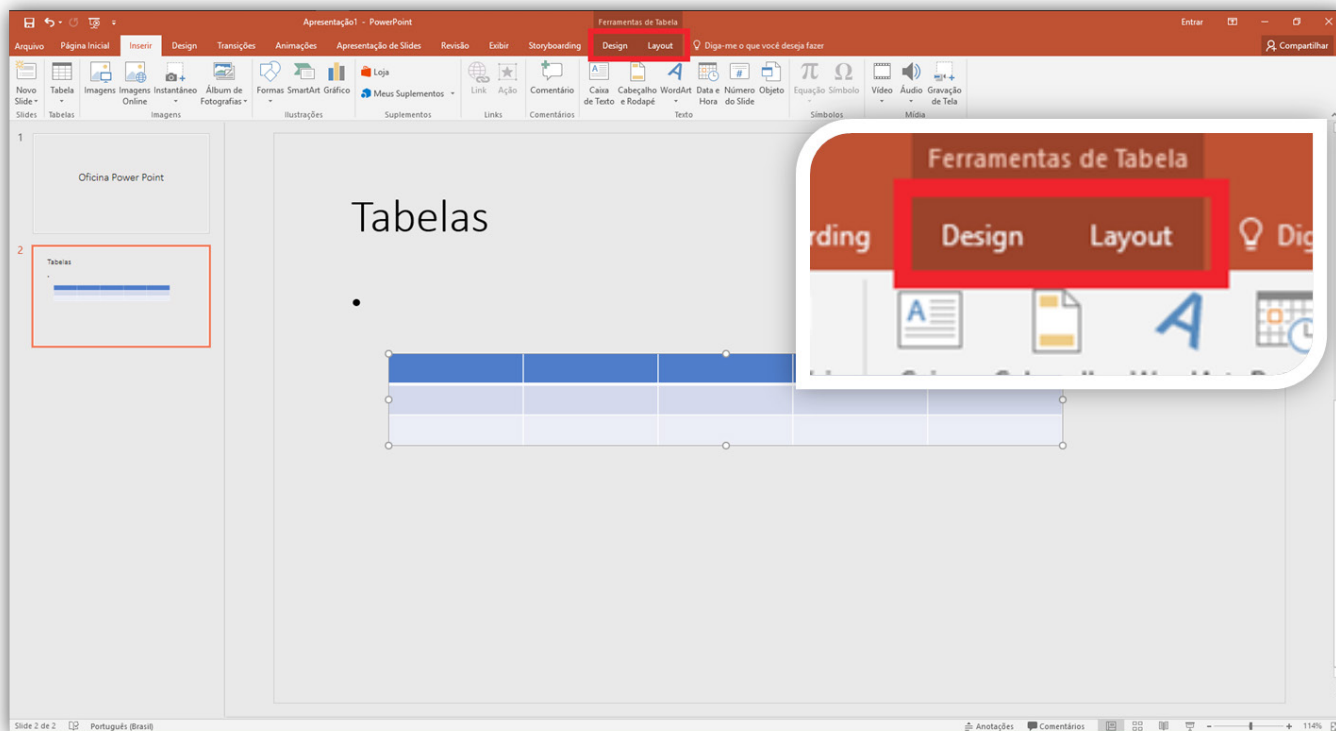 Apresentação1 - PowerPoint
Ferramentas de Tabela
Entrar
Arquivo Página Inicial Inserir Design Transições Animações Apresentação de Slides Revisão Exibir Storyboarding Design Layout Diga-me o que você deseja fazer Compartilhar
Novo Slide
Tabela
Imagens
Imagens Online
Instantâneo
Álbum de Fotografias
Formas
SmartArt
Gráfico
Loja
Meus Suplementos
Link
Ação
Comentário
Caixa de Texto
Cabeçalho e Rodapé
WordArt
Data e Hora
Número do Slide
Objeto
Equação
Símbolo
Vídeo
Áudio
Gravação de Tela
Slides Tabelas Imagens Ilustrações Suplementos Links Comentários Texto Símbolos Mídia
1
Oficina Power Point
2
Tabelas
Tabelas
Ferramentas de Tabela
rding Design Layout Dig
Slide 2 de 2 Português (Brasil) Anotações Comentários 114%